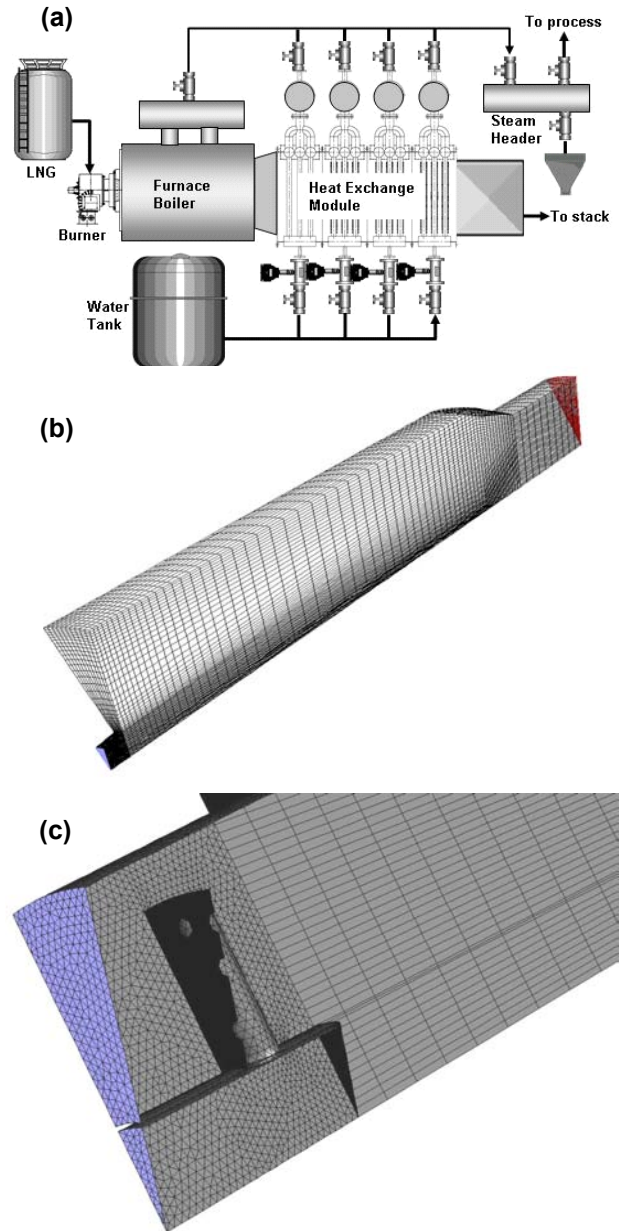 (a)
To process
LNG
Burner
Furnace
Boiler
Heat Exchange
Module
Steam
Header
To stack
Water
Tank
(b)
(c)